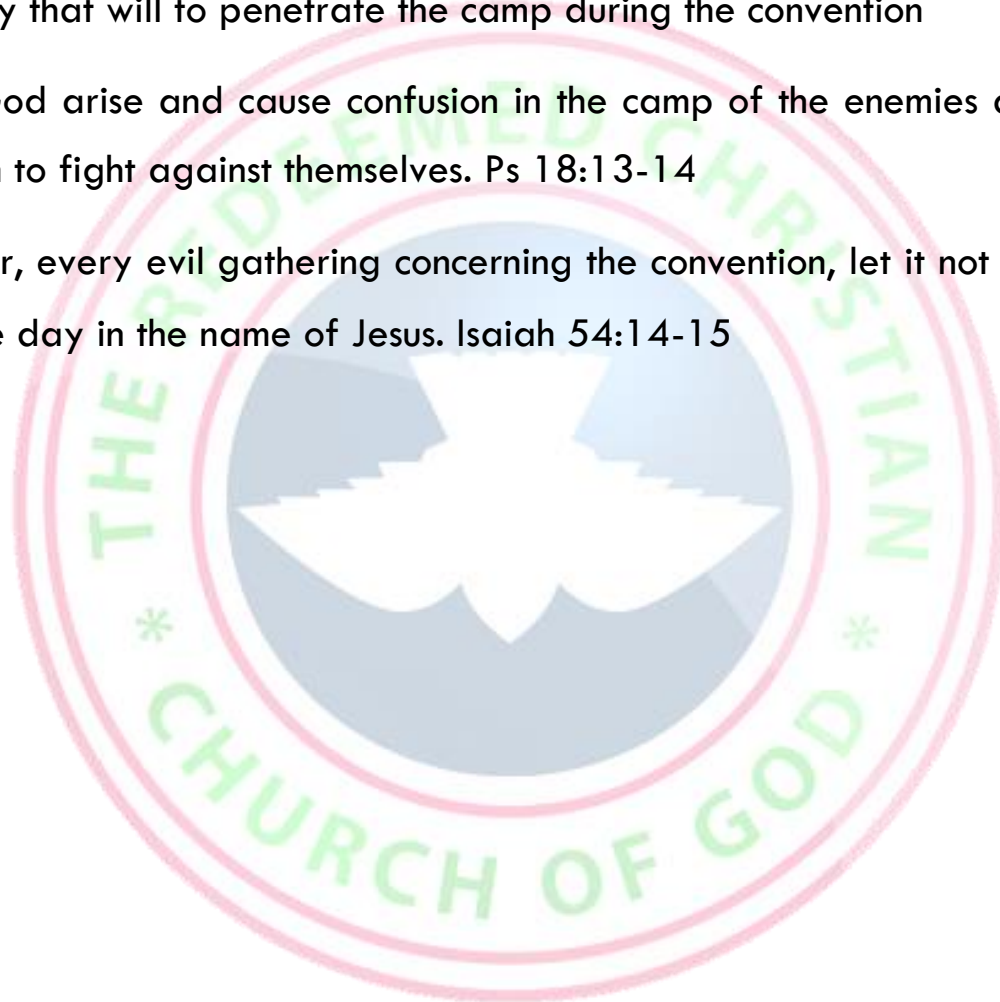 y that will to penetrate the camp during the convention
od arise and cause confusion in the camp of the enemies
to fight against themselves. Ps 18:13-14
r, every evil gathering concerning the convention, let it not
e day in the name of Jesus. Isaiah 54:14-15
THE REDEEMED CHRISTIAN
* CHURCH OF GOD *